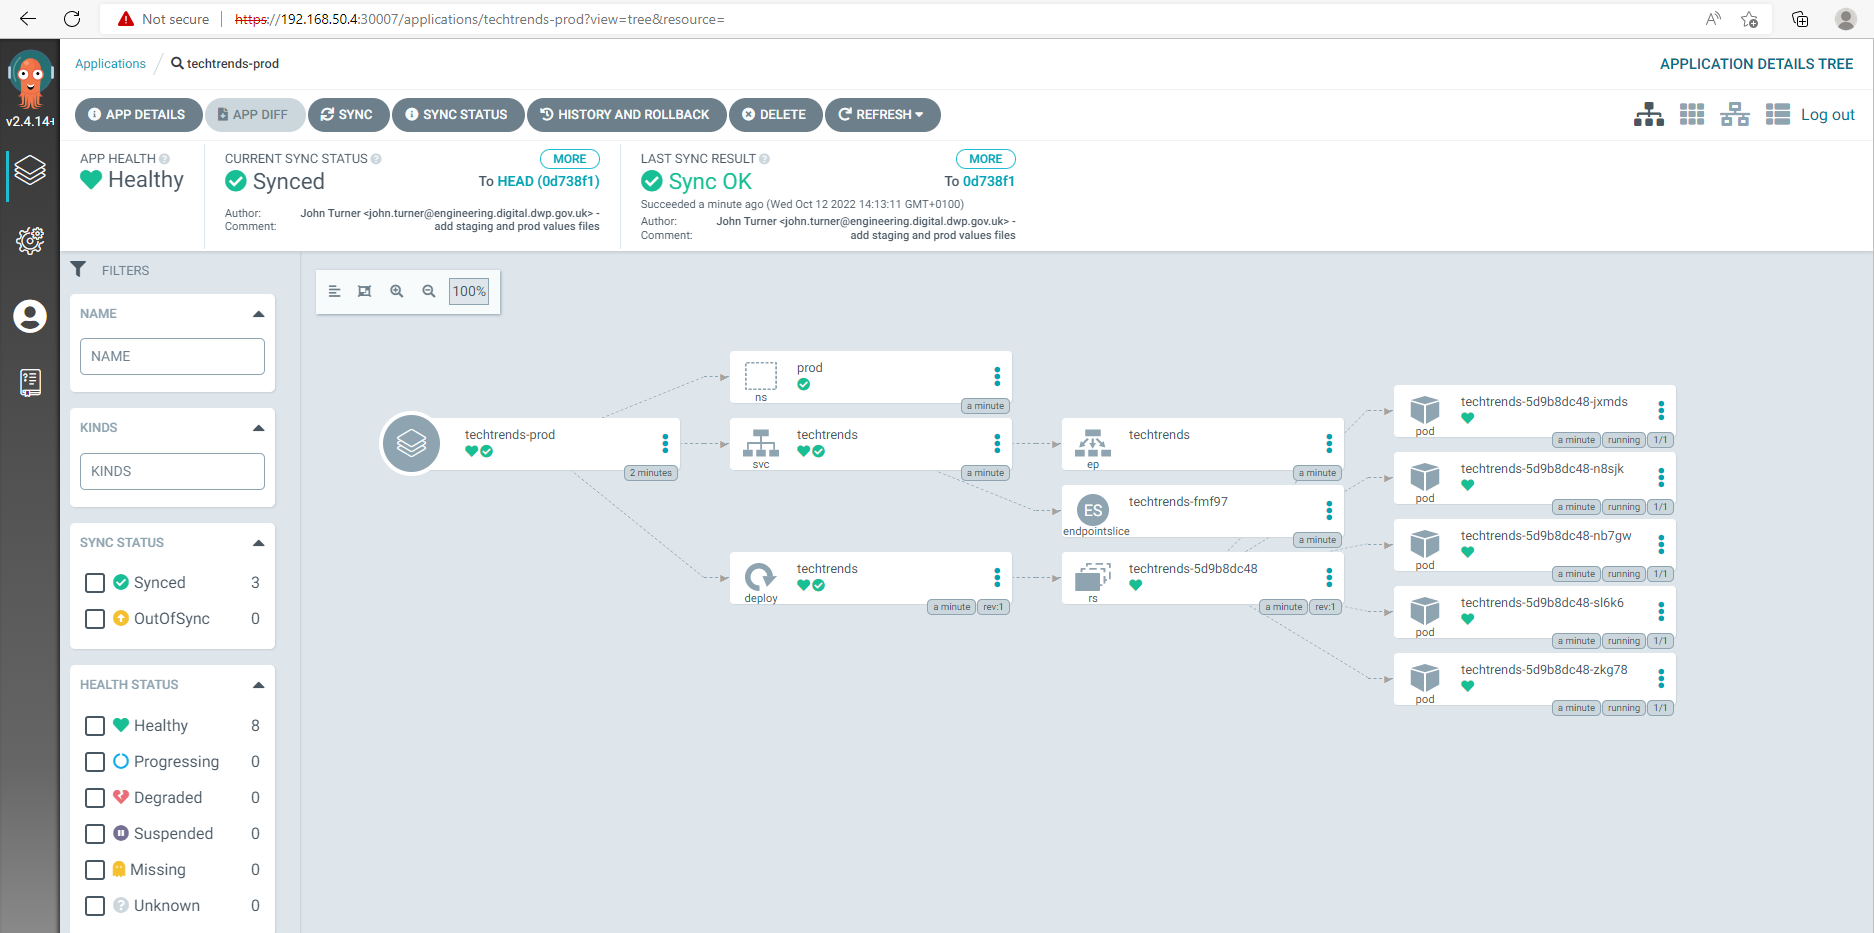 Not secure
https://192.168.50.4:30007/applications/techtrends-prod?view=tree&resource=
v2.4.14+
Applications / techtrends-prod
APPLICATION DETAILS TREE
APP DETAILS
APP DIFF
SYNC
SYNC STATUS
HISTORY AND ROLLBACK
DELETE
REFRESH
Log out
APP HEALTH
Healthy
CURRENT SYNC STATUS
MORE
Synced
To HEAD (0d738f1)
Author: John Turner <john.turner@engineering.digital.dwp.gov.uk> -
Comment: add staging and prod values files
LAST SYNC RESULT
MORE
Sync OK
To 0d738f1
Succeeded a minute ago (Wed Oct 12 2022 14:13:11 GMT+0100)
Author: John Turner <john.turner@engineering.digital.dwp.gov.uk> -
Comment: add staging and prod values files
FILTERS
NAME
NAME
KINDS
KINDS
SYNC STATUS
Synced 3
OutOfSync 0
HEALTH STATUS
Healthy 8
Progressing 0
Degraded 0
Suspended 0
Missing 0
Unknown 0
100%
techtrends-prod
2 minutes
prod
ns
a minute
techtrends
svc
a minute
techtrends
deploy
a minute rev:1
techtrends
ep
a minute
ES
techtrends-fmf97
endpointslice
a minute
techtrends-5d9b8dc48
rs
a minute rev:1
techtrends-5d9b8dc48-jxmds
pod
a minute running 1/1
techtrends-5d9b8dc48-n8sjk
pod
a minute running 1/1
techtrends-5d9b8dc48-nb7gw
pod
a minute running 1/1
techtrends-5d9b8dc48-sl6k6
pod
a minute running 1/1
techtrends-5d9b8dc48-zkg78
pod
a minute running 1/1